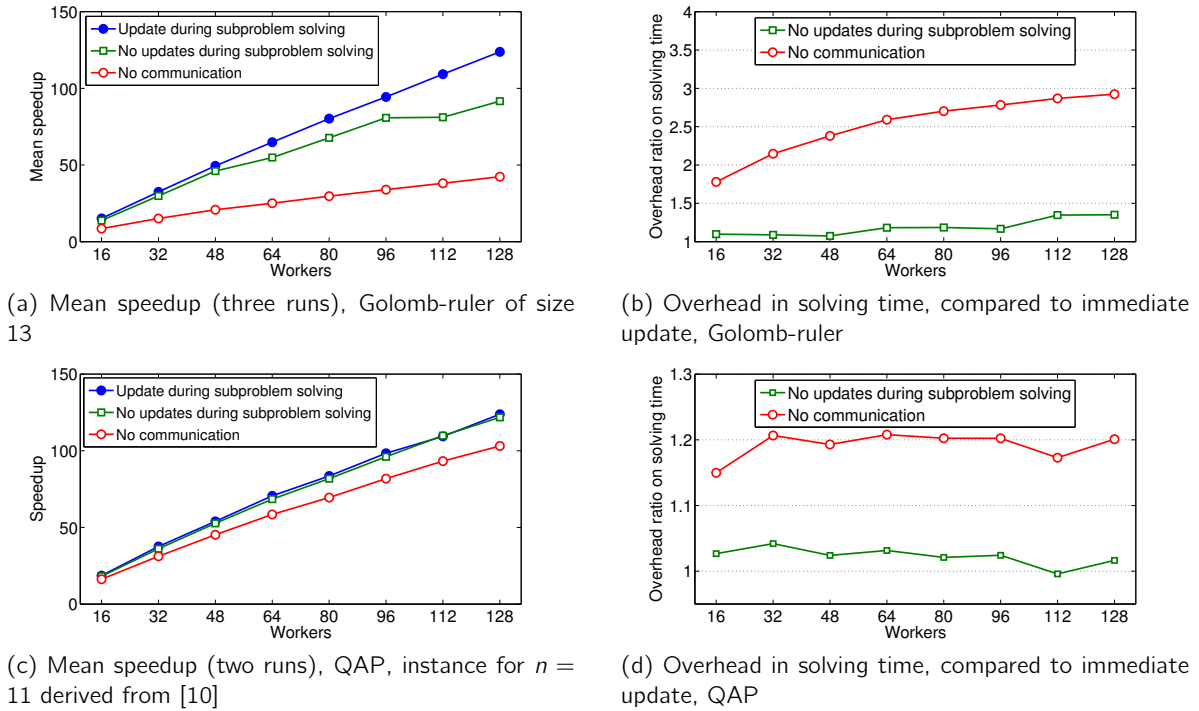 150
100
50
0
Mean speedup
Update during subproblem solving
No updates during subproblem solving
No communication
16 32 48 64 80 96 112 128
Workers
(a) Mean speedup (three runs), Golomb-ruler of size
13
4
3.5
3
2.5
2
1.5
1
Overhead ratio on solving time
No updates during subproblem solving
No communication
16 32 48 64 80 96 112 128
Workers
(b) Overhead in solving time, compared to immediate
update, Golomb-ruler
150
100
50
0
Speedup
Update during subproblem solving
No updates during subproblem solving
No communication
16 32 48 64 80 96 112 128
Workers
(c) Mean speedup (two runs), QAP, instance for n =
11 derived from [10]
1.3
1.2
1.1
1
Overhead ratio on solving time
No updates during subproblem solving
No communication
16 32 48 64 80 96 112 128
Workers
(d) Overhead in solving time, compared to immediate
update, QAP